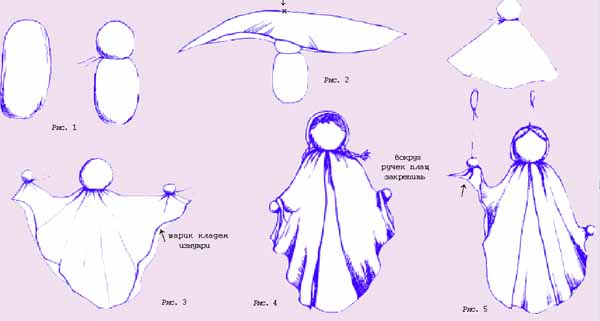 Рис. 1
Рис. 2
шарик кладем
изнутри
Рис. 3
Вокруг
ручек плащ
закрепить
Рис. 4
Рис. 5